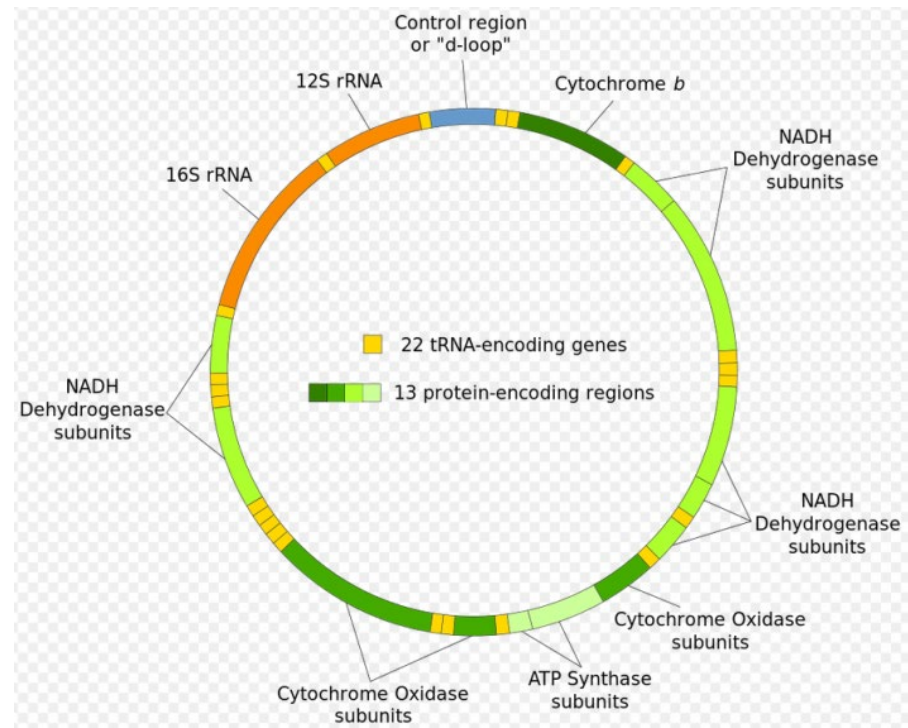 Control region
or "d-loop"
12S rRNA
Cytochrome b
NADH
Dehydrogenase
subunits
16S rRNA
22 tRNA-encoding genes
13 protein-encoding regions
NADH
Dehydrogenase
subunits
NADH
Dehydrogenase
subunits
Cytochrome Oxidase
subunits
ATP Synthase
subunits
Cytochrome Oxidase
subunits